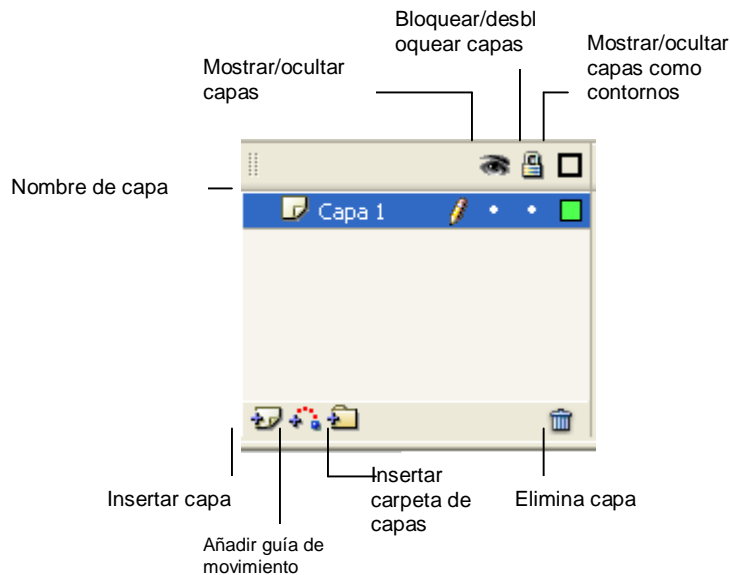 Bloquear/desbl
oquear capas
Mostrar/ocultar
capas
Mostrar/ocultar
capas como
contornos
Nombre de capa
Capa 1
Insertar capa
Insertar
carpeta de
capas
Elimina capa
Añadir guía de
movimiento